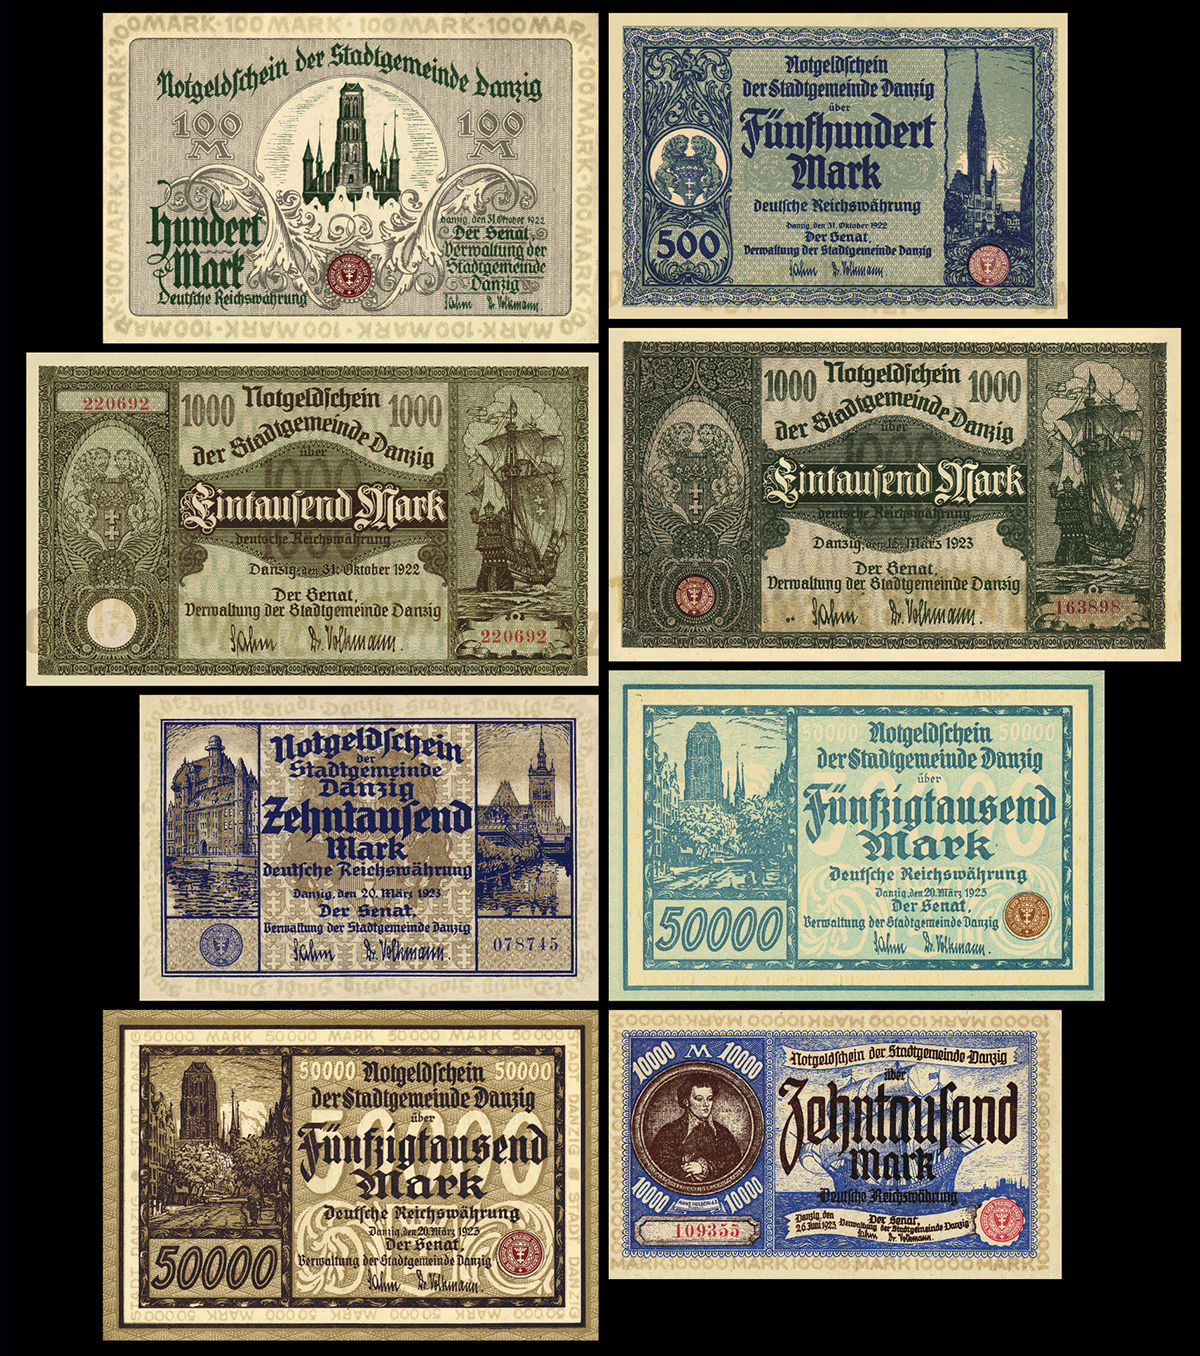 100 MARK · 100 MARK · 100 MARK · 100 MARK
Notgeldschein der Stadtgemeinde Danzig
100 M
100 M
Hundert
Mark
Deutsche Reichswährung
Danzig, den 31. Oktober 1922
Der Senat,
Verwaltung der
Stadtgemeinde
Danzig
Sahm Dr. Volkmann.
Notgeldschein
der Stadtgemeinde Danzig
über
Fünfhundert
Mark
deutsche Reichswährung
Danzig, den 31. Oktober 1922
Der Senat,
Verwaltung der Stadtgemeinde Danzig
Sahm Dr. Volkmann.
500
220692
1000 Notgeldschein 1000
der Stadtgemeinde Danzig
über
1000
Eintausend Mark
deutsche Reichswährung.
Danzig, den 31. Oktober 1922
Der Senat,
Verwaltung der Stadtgemeinde Danzig
Sahm Dr. Volkmann.
220692
1000 Notgeldschein 1000
der Stadtgemeinde Danzig
über
1000
Eintausend Mark
deutsche Reichswährung
Danzig, den 15. März 1923
Der Senat,
Verwaltung der Stadtgemeinde Danzig
Sahm Dr. Volkmann.
163898
Notgeldschein
der
Stadtgemeinde
Danzig
Zehntausend
Mark
deutsche Reichswährung
Danzig, den 20. März 1923
Der Senat,
Verwaltung der Stadtgemeinde Danzig
Sahm Dr. Volkmann.
078745
50000 Notgeldschein 50000
der Stadtgemeinde Danzig
über
50000
Fünfzigtausend
Mark
Deutsche Reichswährung
Danzig, den 20. März 1923
Der Senat,
Verwaltung der Stadtgemeinde Danzig
Sahm Dr. Volkmann.
50000
50000 MARK 50000 MARK 50000
50000 Notgeldschein 50000
der Stadtgemeinde Danzig
über
50000
Fünfzigtausend
Mark
Deutsche Reichswährung
Danzig, den 20. März 1923
Der Senat,
Verwaltung der Stadtgemeinde Danzig
Sahm Dr. Volkmann.
50000
STADT DANZIG
10000 M 10000
Notgeldschein der Stadtgemeinde Danzig
über
Zehntausend
Mark
Deutsche Reichswährung
10000 10000
109355
Danzig, den
26. Juni 1923
Der Senat,
Verwaltung der Stadtgemeinde Danzig
Sahm Dr. Volkmann.
MARK 10000 MARK 10000 MARK 10000 MARK